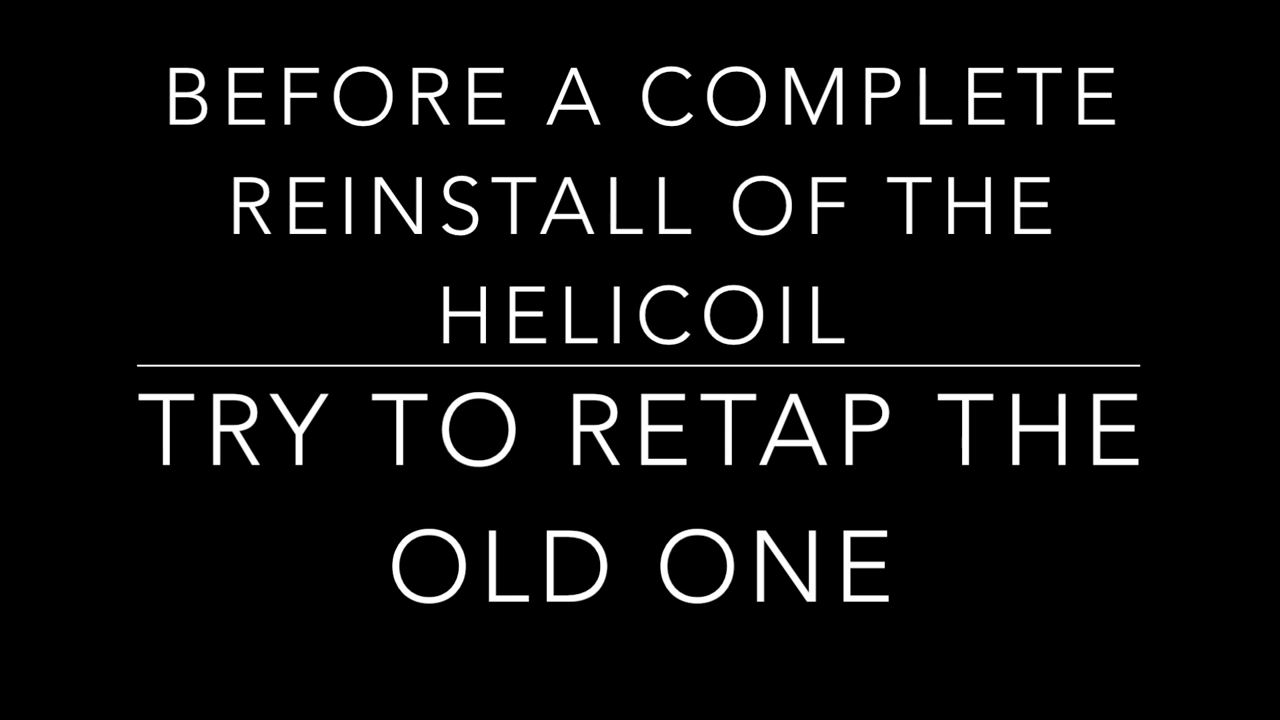 BEFORE A COMPLETE
REINSTALL OF THE
HELICOIL
TRY TO RETAP THE
OLD ONE